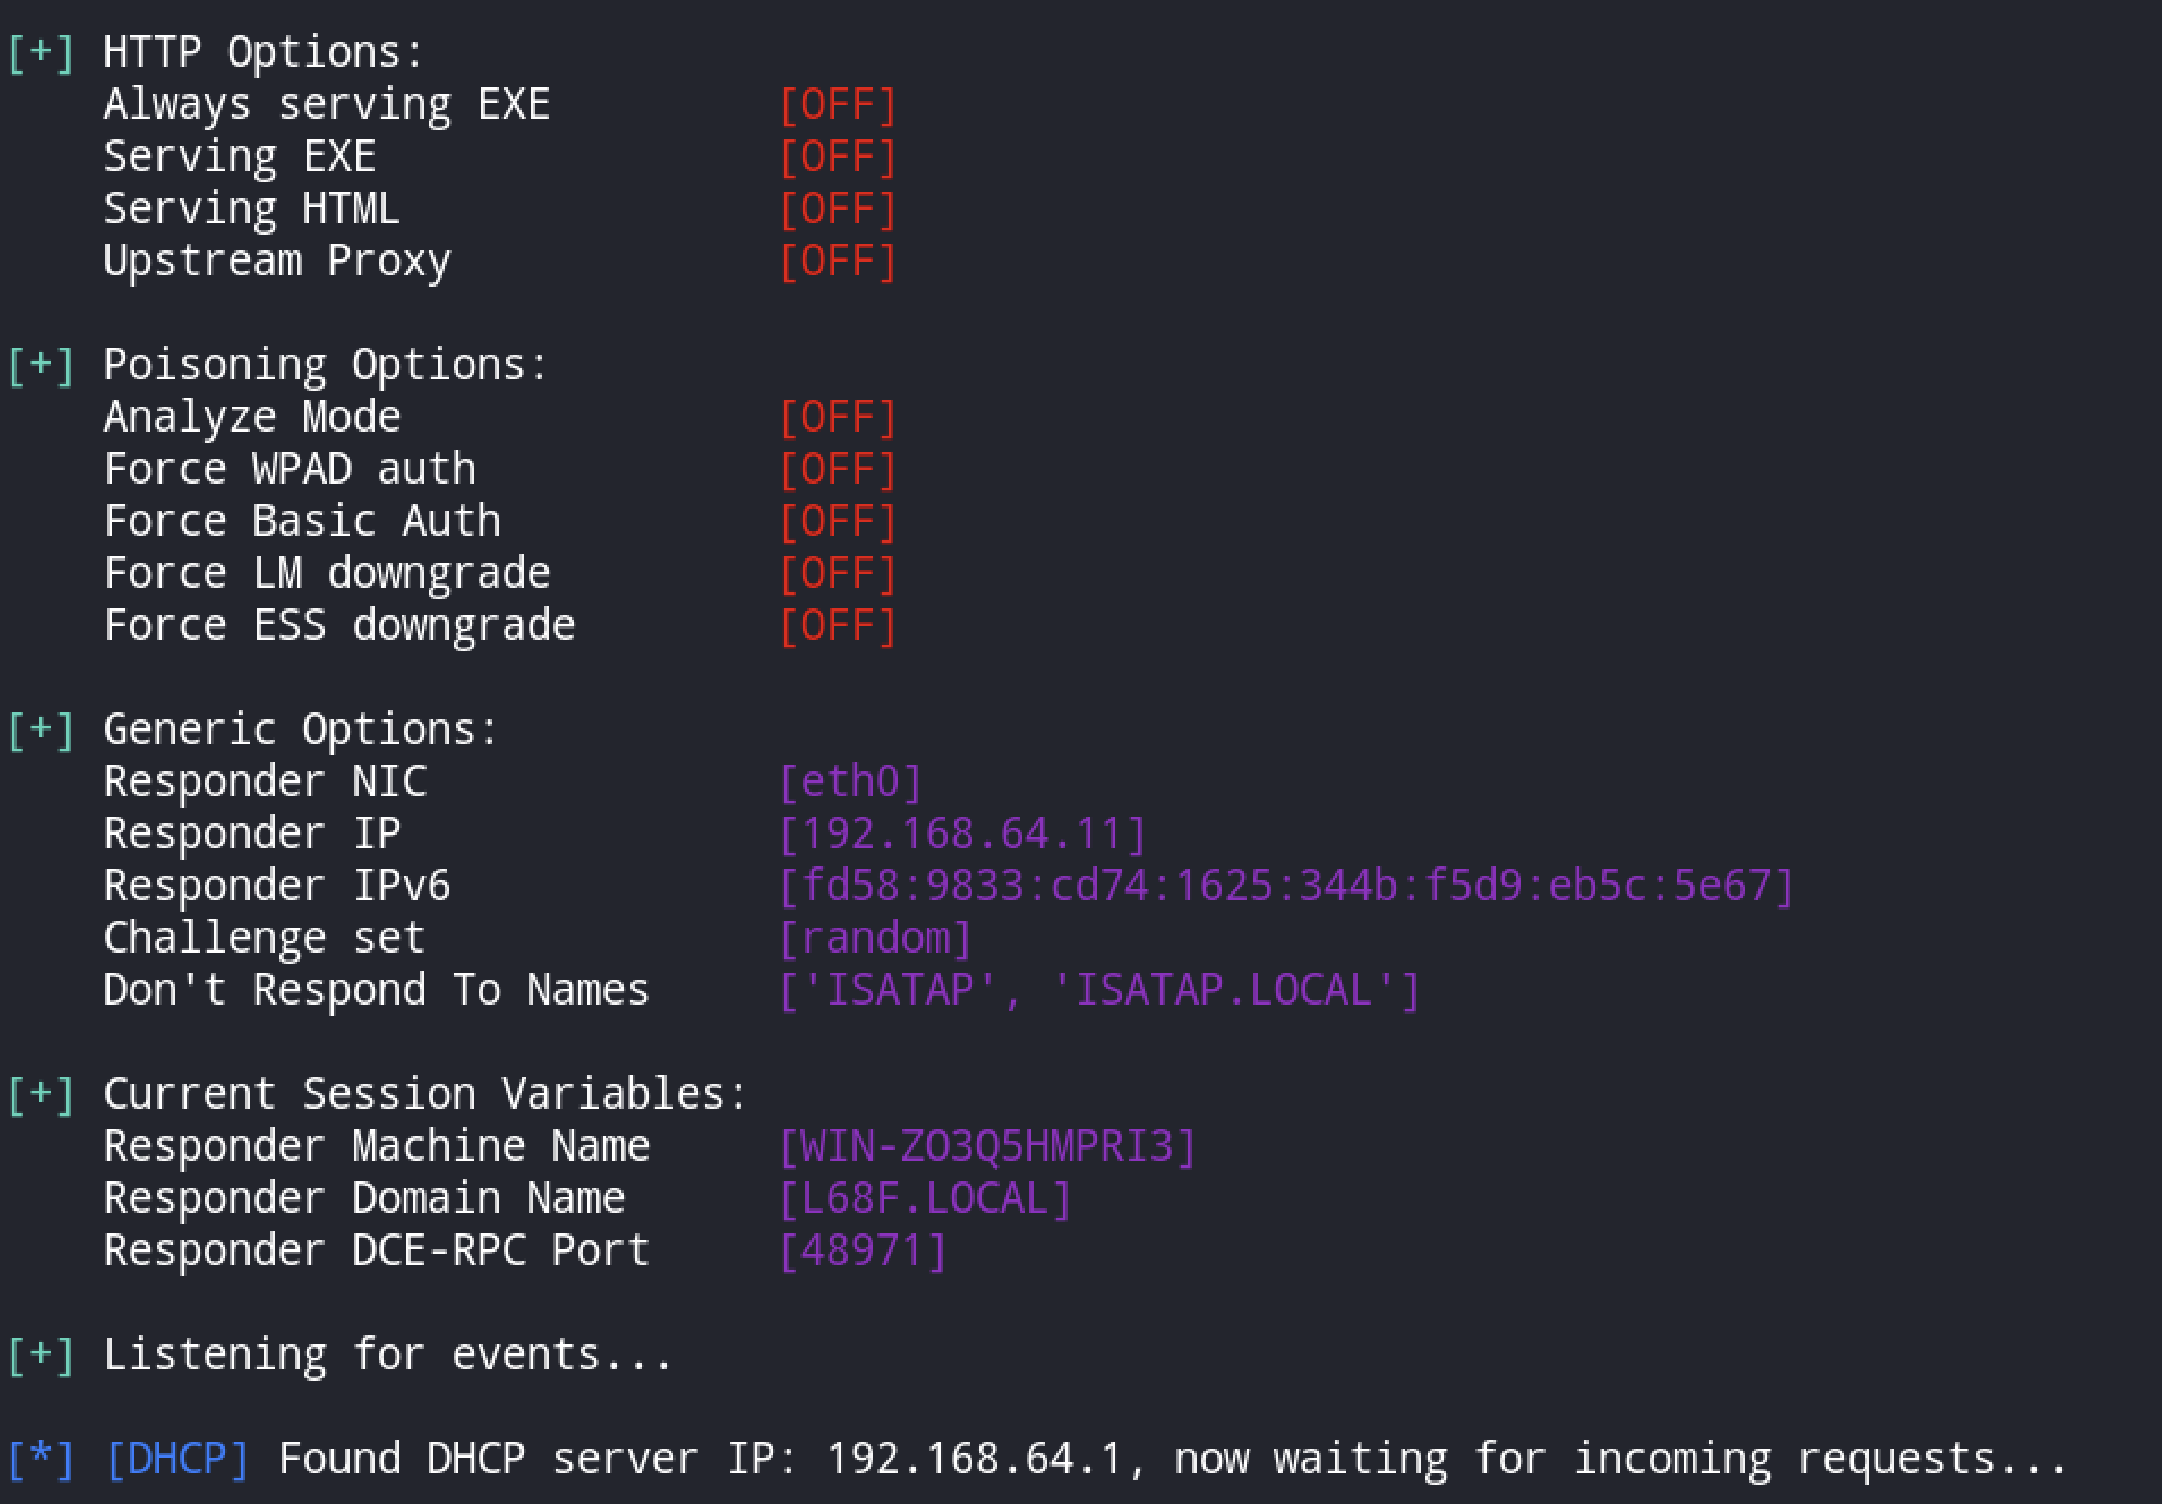 [+] HTTP Options:
    Always serving EXE         [OFF]
    Serving EXE                [OFF]
    Serving HTML               [OFF]
    Upstream Proxy             [OFF]

[+] Poisoning Options:
    Analyze Mode               [OFF]
    Force WPAD auth            [OFF]
    Force Basic Auth           [OFF]
    Force LM downgrade         [OFF]
    Force ESS downgrade        [OFF]

[+] Generic Options:
    Responder NIC              [eth0]
    Responder IP               [192.168.64.11]
    Responder IPv6             [fd58:9833:cd74:1625:344b:f5d9:eb5c:5e67]
    Challenge set              [random]
    Don't Respond To Names     ['ISATAP', 'ISATAP.LOCAL']

[+] Current Session Variables:
    Responder Machine Name     [WIN-ZO3Q5HMPRI3]
    Responder Domain Name      [L68F.LOCAL]
    Responder DCE-RPC Port     [48971]

[+] Listening for events...

[*] [DHCP] Found DHCP server IP: 192.168.64.1, now waiting for incoming requests...